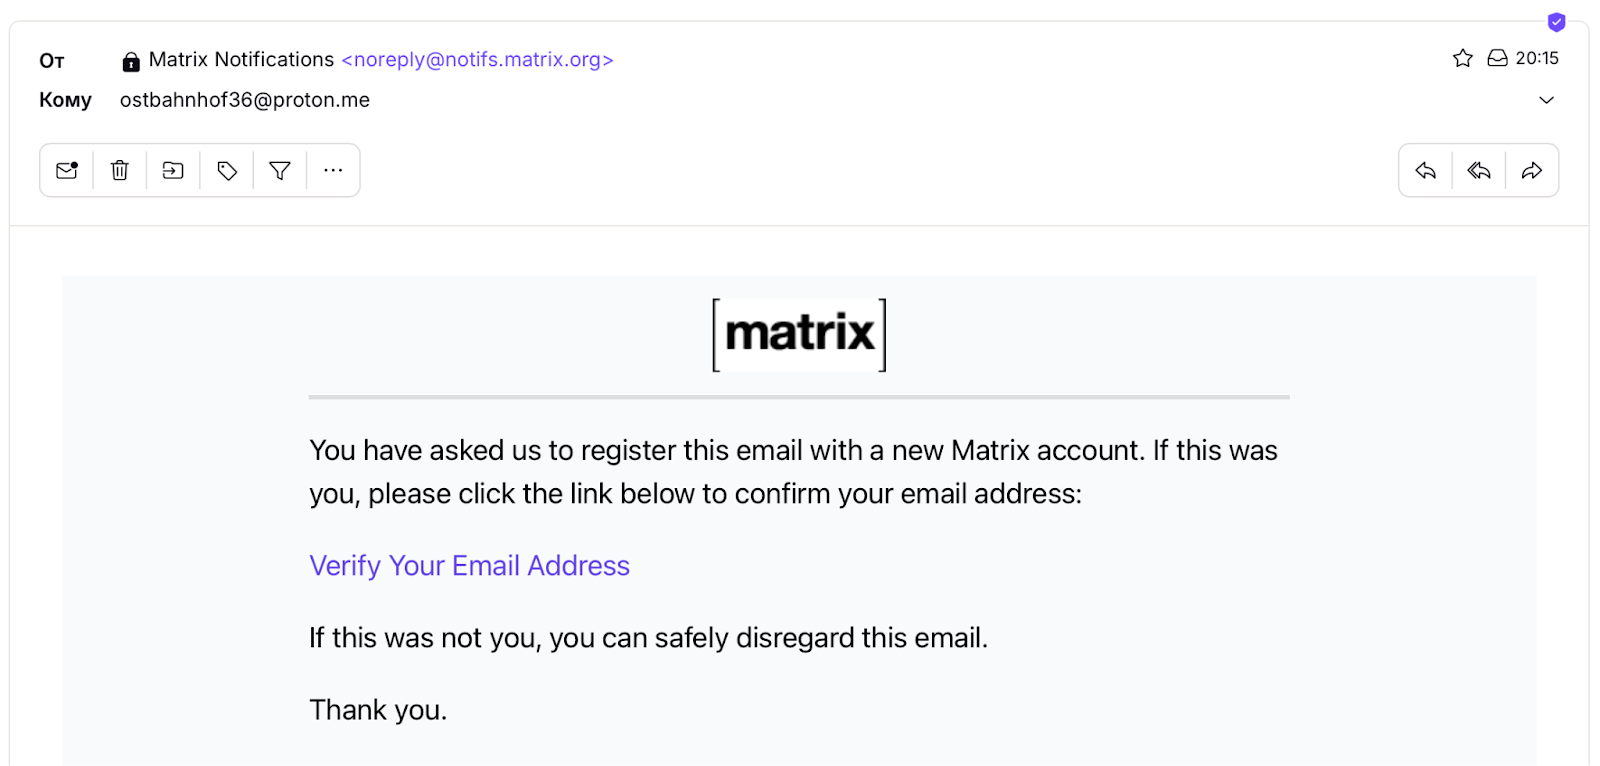 От Matrix Notifications <noreply@notifs.matrix.org> 20:15
Кому ostbahnhof36@proton.me
[matrix]
You have asked us to register this email with a new Matrix account. If this was
you, please click the link below to confirm your email address:
Verify Your Email Address
If this was not you, you can safely disregard this email.
Thank you.